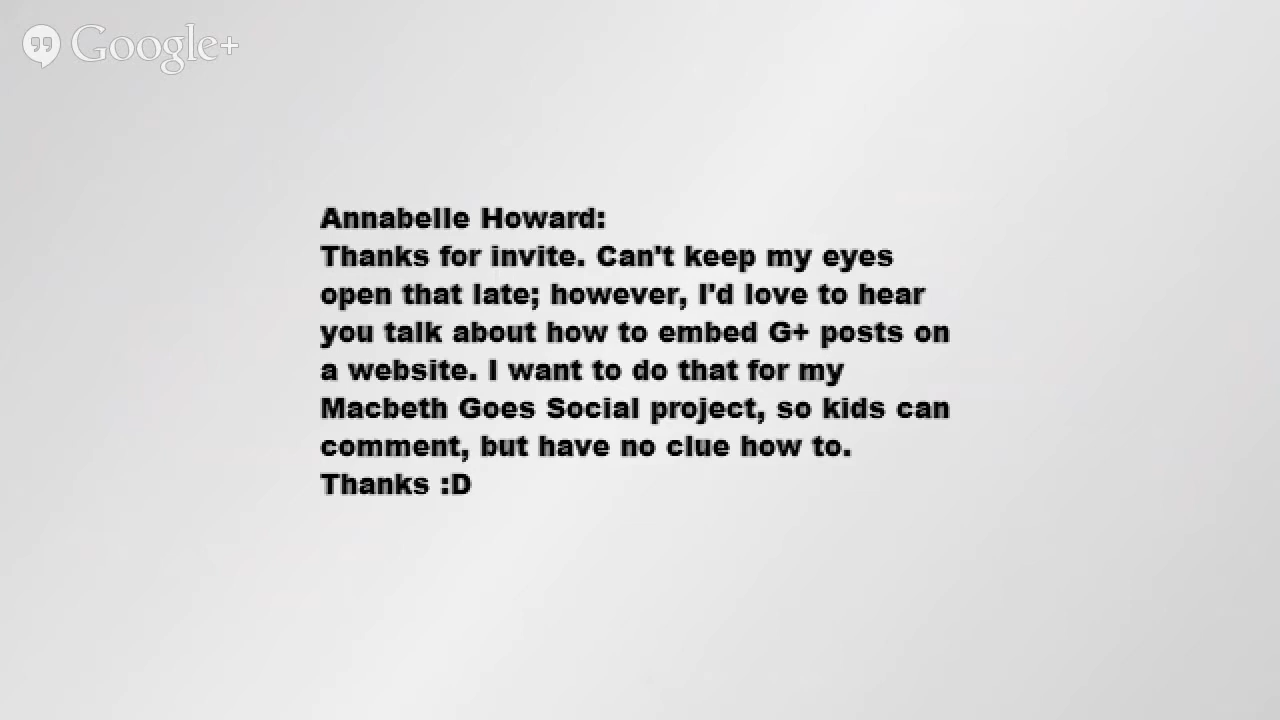 Google+
Annabelle Howard:
Thanks for invite. Can't keep my eyes
open that late; however, I'd love to hear
you talk about how to embed G+ posts on
a website. I want to do that for my
Macbeth Goes Social project, so kids can
comment, but have no clue how to.
Thanks :D